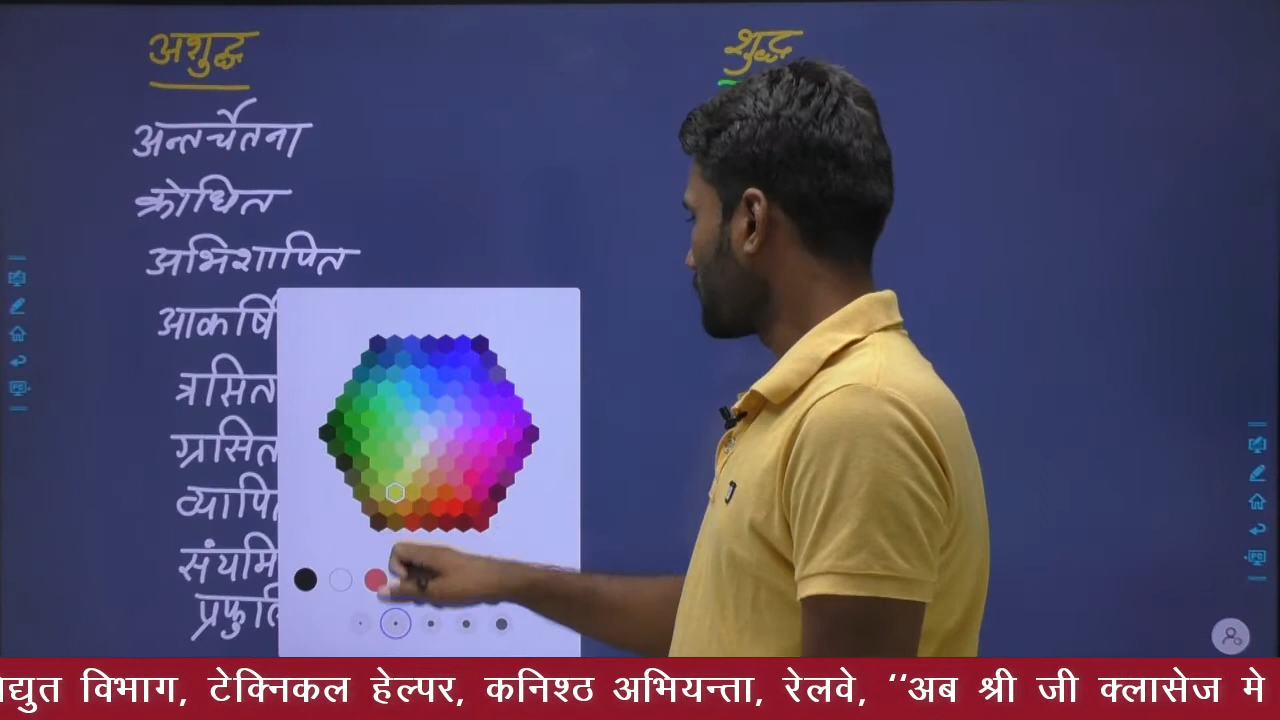 अशुद्ध
शुद्ध
अन्तर्चेतना
क्रोधित
अभिशापित
आकर्षि
त्रसित
ग्रसित
व्यापि
संयमि
प्रफुलि
विभाग, टेक्निकल हेल्पर, कनिश्ठ अभियन्ता, रेलवे, ‘‘अब श्री जी क्लासेज मे